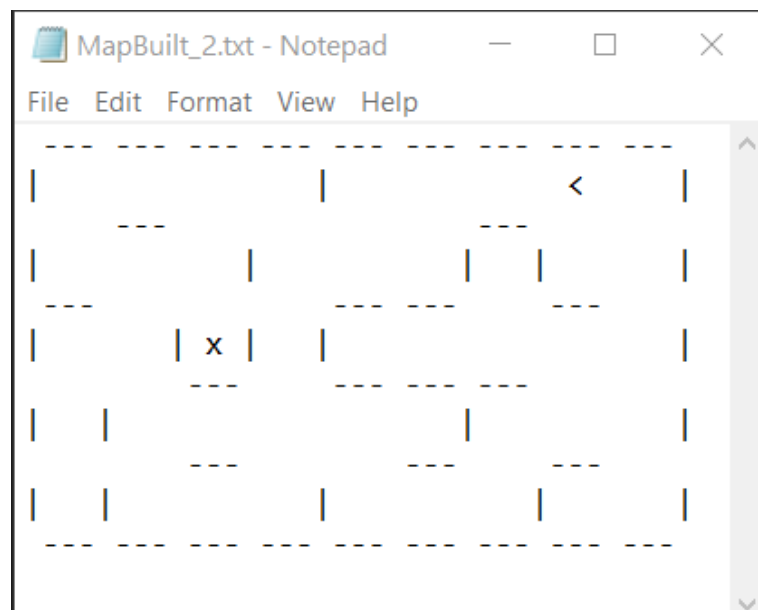 MapBuilt_2.txt - Notepad
File Edit Format View Help
 --- --- --- --- --- --- --- --- ---
|               |             <     |
     ---                 ---
|           |           |   |       |
 ---             --- ---     ---
|       | x |   |                   |
         ---     --- --- ---
|   |                   |           |
         ---         ---     ---
|   |           |           |       |
 --- --- --- --- --- --- --- --- ---